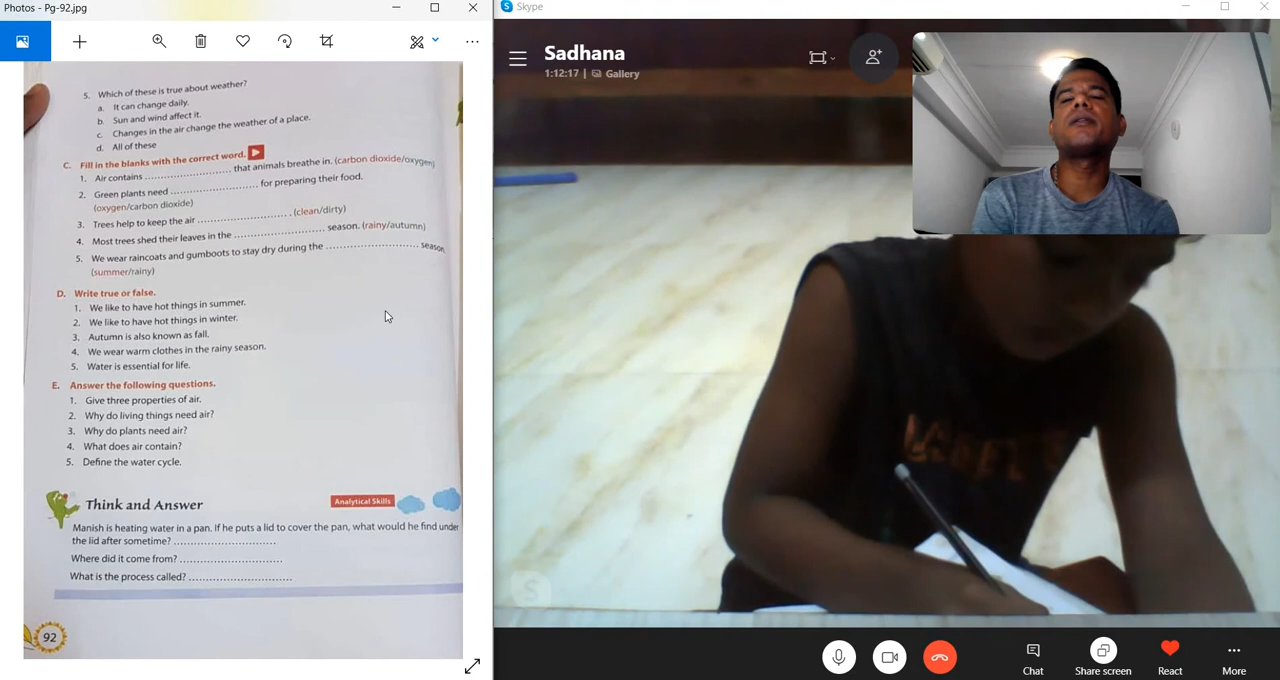 Photos - Pg-92.jpg
5. Which of these is true about weather?
a. It can change daily.
b. Sun and wind affect it.
c. Changes in the air change the weather of a place.
d. All of these
C. Fill in the blanks with the correct word.
1. Air contains .......................... that animals breathe in. (carbon dioxide/oxygen)
2. Green plants need .......................... for preparing their food.
(oxygen/carbon dioxide)
3. Trees help to keep the air .......................... . (clean/dirty)
4. Most trees shed their leaves in the .......................... season. (rainy/autumn)
5. We wear raincoats and gumboots to stay dry during the .......................... season.
(summer/rainy)
D. Write true or false.
1. We like to have hot things in summer.
2. We like to have hot things in winter.
3. Autumn is also known as fall.
4. We wear warm clothes in the rainy season.
5. Water is essential for life.
E. Answer the following questions.
1. Give three properties of air.
2. Why do living things need air?
3. Why do plants need air?
4. What does air contain?
5. Define the water cycle.
Think and Answer
Analytical Skills
Manish is heating water in a pan. If he puts a lid to cover the pan, what would he find under
the lid after sometime? .............................
Where did it come from? .............................
What is the process called? .............................
92
Skype
Sadhana
1:12:17 | Gallery
Chat
Share screen
React
More